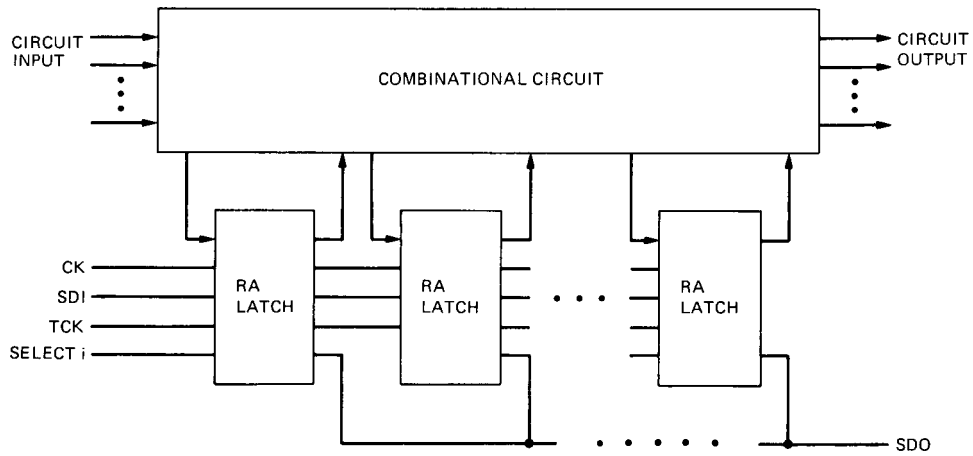 CIRCUIT
INPUT
COMBINATIONAL CIRCUIT
CIRCUIT
OUTPUT
RA
LATCH
RA
LATCH
RA
LATCH
CK
SDI
TCK
SELECT i
SDO